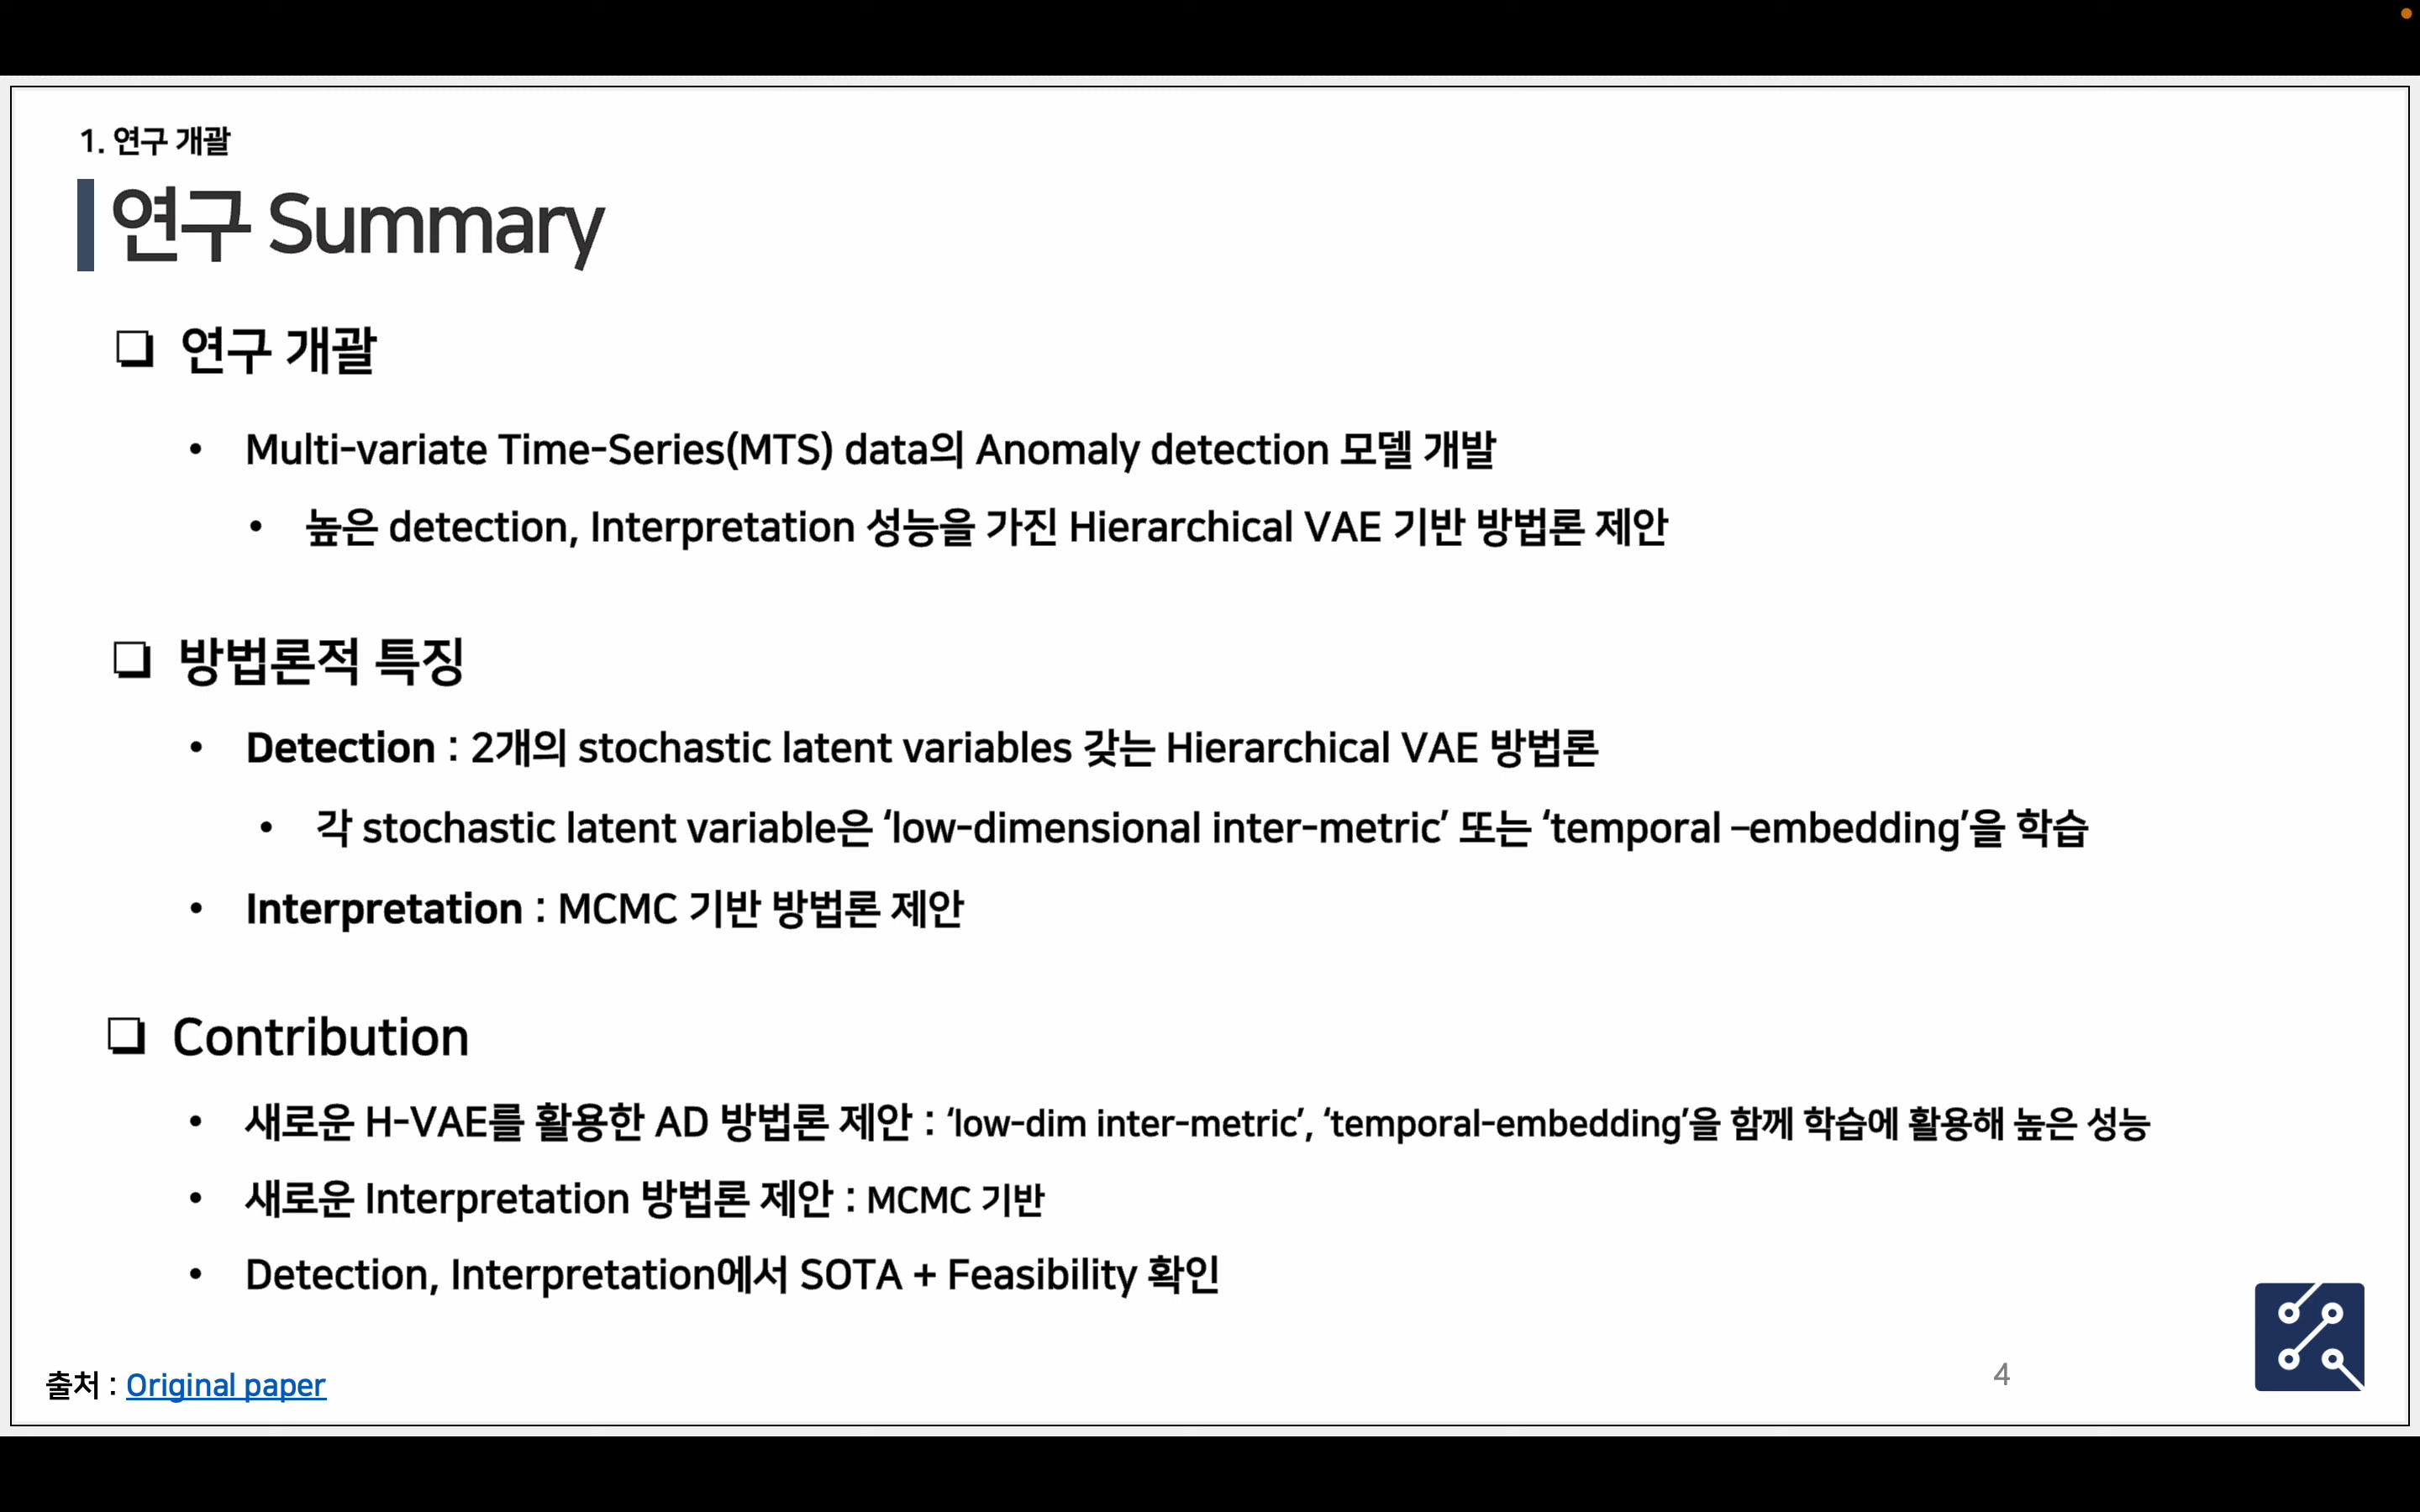 1. 연구 개괄
연구 Summary
❏ 연구 개괄
• Multi-variate Time-Series(MTS) data의 Anomaly detection 모델 개발
• 높은 detection, Interpretation 성능을 가진 Hierarchical VAE 기반 방법론 제안
❏ 방법론적 특징
• Detection : 2개의 stochastic latent variables 갖는 Hierarchical VAE 방법론
• 각 stochastic latent variable은 ‘low-dimensional inter-metric’ 또는 ‘temporal –embedding’을 학습
• Interpretation : MCMC 기반 방법론 제안
❏ Contribution
• 새로운 H-VAE를 활용한 AD 방법론 제안 : ‘low-dim inter-metric’, ‘temporal-embedding’을 함께 학습에 활용해 높은 성능
• 새로운 Interpretation 방법론 제안 : MCMC 기반
• Detection, Interpretation에서 SOTA + Feasibility 확인
출처 : Original paper
4